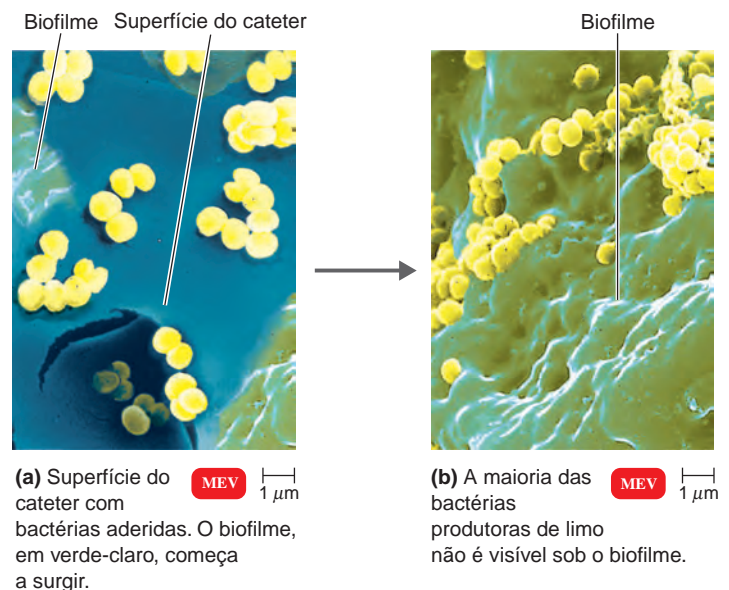 Biofilme
Superfície do cateter
Biofilme
(a) Superfície do
cateter com
bactérias aderidas. O biofilme,
em verde-claro, começa
a surgir.
MEV
1 μm
(b) A maioria das
bactérias
produtoras de limo
não é visível sob o biofilme.
MEV
1 μm